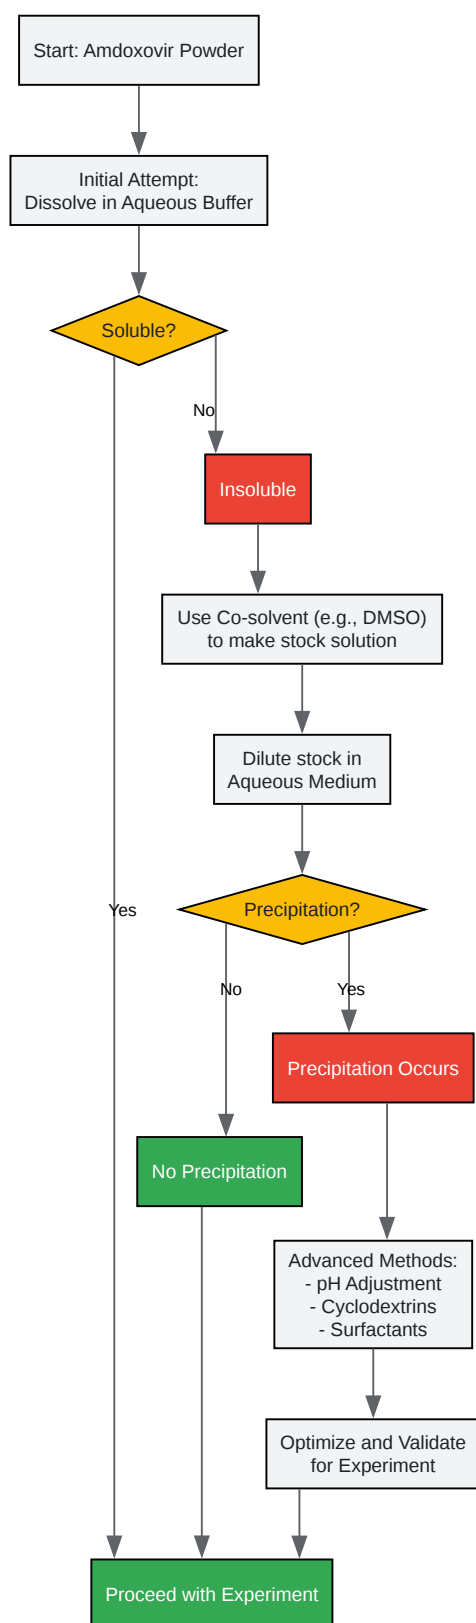 Start: Amdoxovir Powder
Initial Attempt:
Dissolve in Aqueous Buffer
Soluble?
No
Insoluble
Use Co-solvent (e.g., DMSO)
to make stock solution
Dilute stock in
Aqueous Medium
Precipitation?
Yes
No
Yes
Precipitation Occurs
No Precipitation
Advanced Methods:
- pH Adjustment
- Cyclodextrins
- Surfactants
Optimize and Validate
for Experiment
Proceed with Experiment